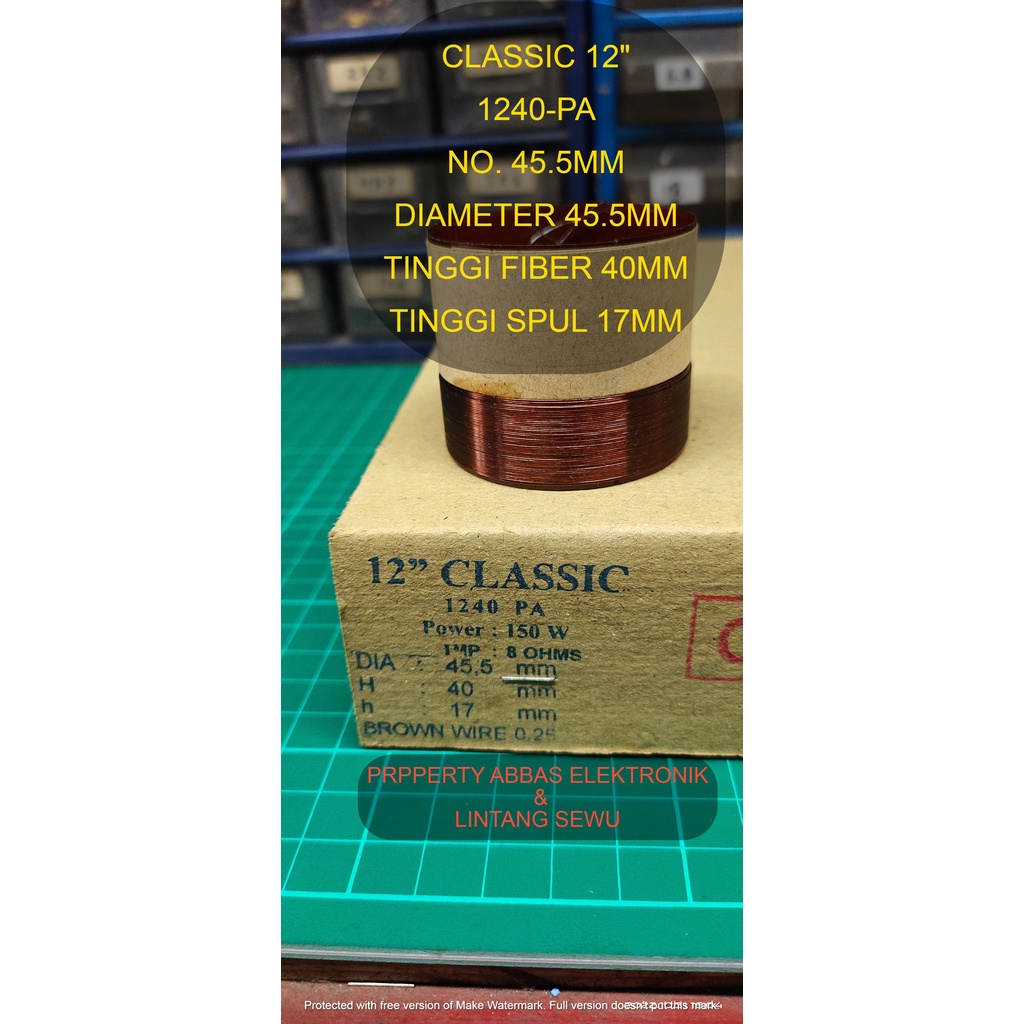 CLASSIC 12"
1240-PA
NO. 45.5MM
DIAMETER 45.5MM
TINGGI FIBER 40MM
TINGGI SPUL 17MM
12” CLASSIC
1240 PA
Power : 150 W
IMP : 8 OHMS
DIA : 45,5 mm
H : 40 mm
h : 17 mm
BROWN WIRE 0.25
PRPPERTY ABBAS ELEKTRONIK
&
LINTANG SEWU
Protected with free version of Make Watermark. Full version doesn't put this mark.